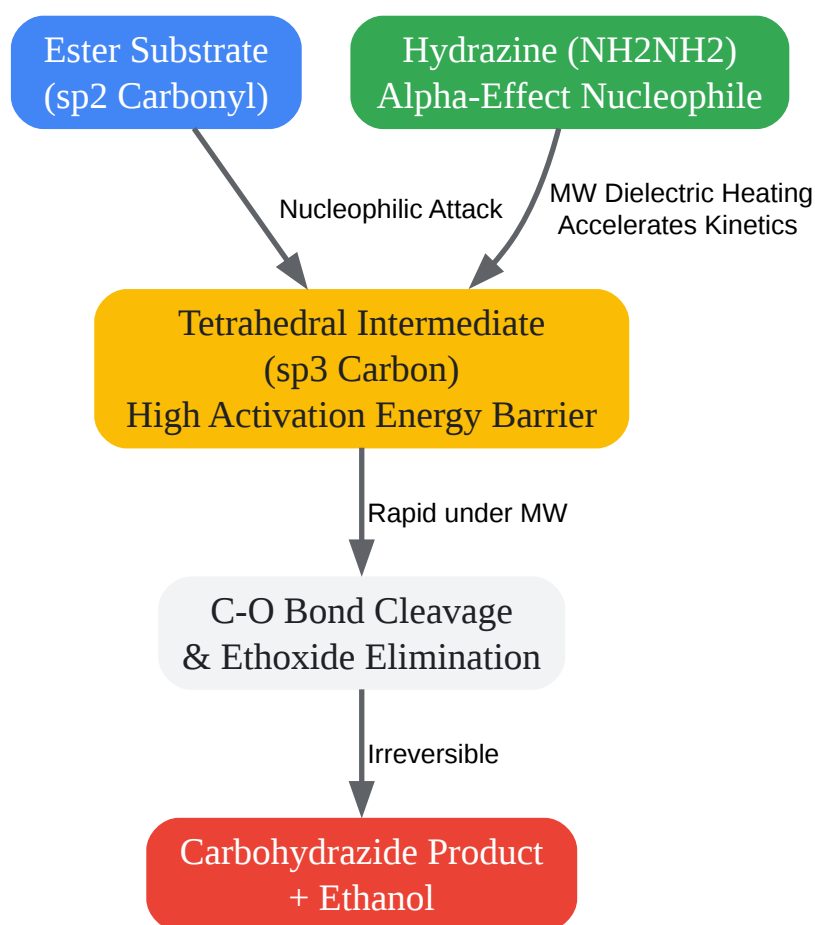 Ester Substrate
(sp2 Carbonyl)
Hydrazine (NH2NH2)
Alpha-Effect Nucleophile
Nucleophilic Attack
MW Dielectric Heating
Accelerates Kinetics
Tetrahedral Intermediate
(sp3 Carbon)
High Activation Energy Barrier
Rapid under MW
C-O Bond Cleavage
& Ethoxide Elimination
Irreversible
Carbohydrazide Product
+ Ethanol